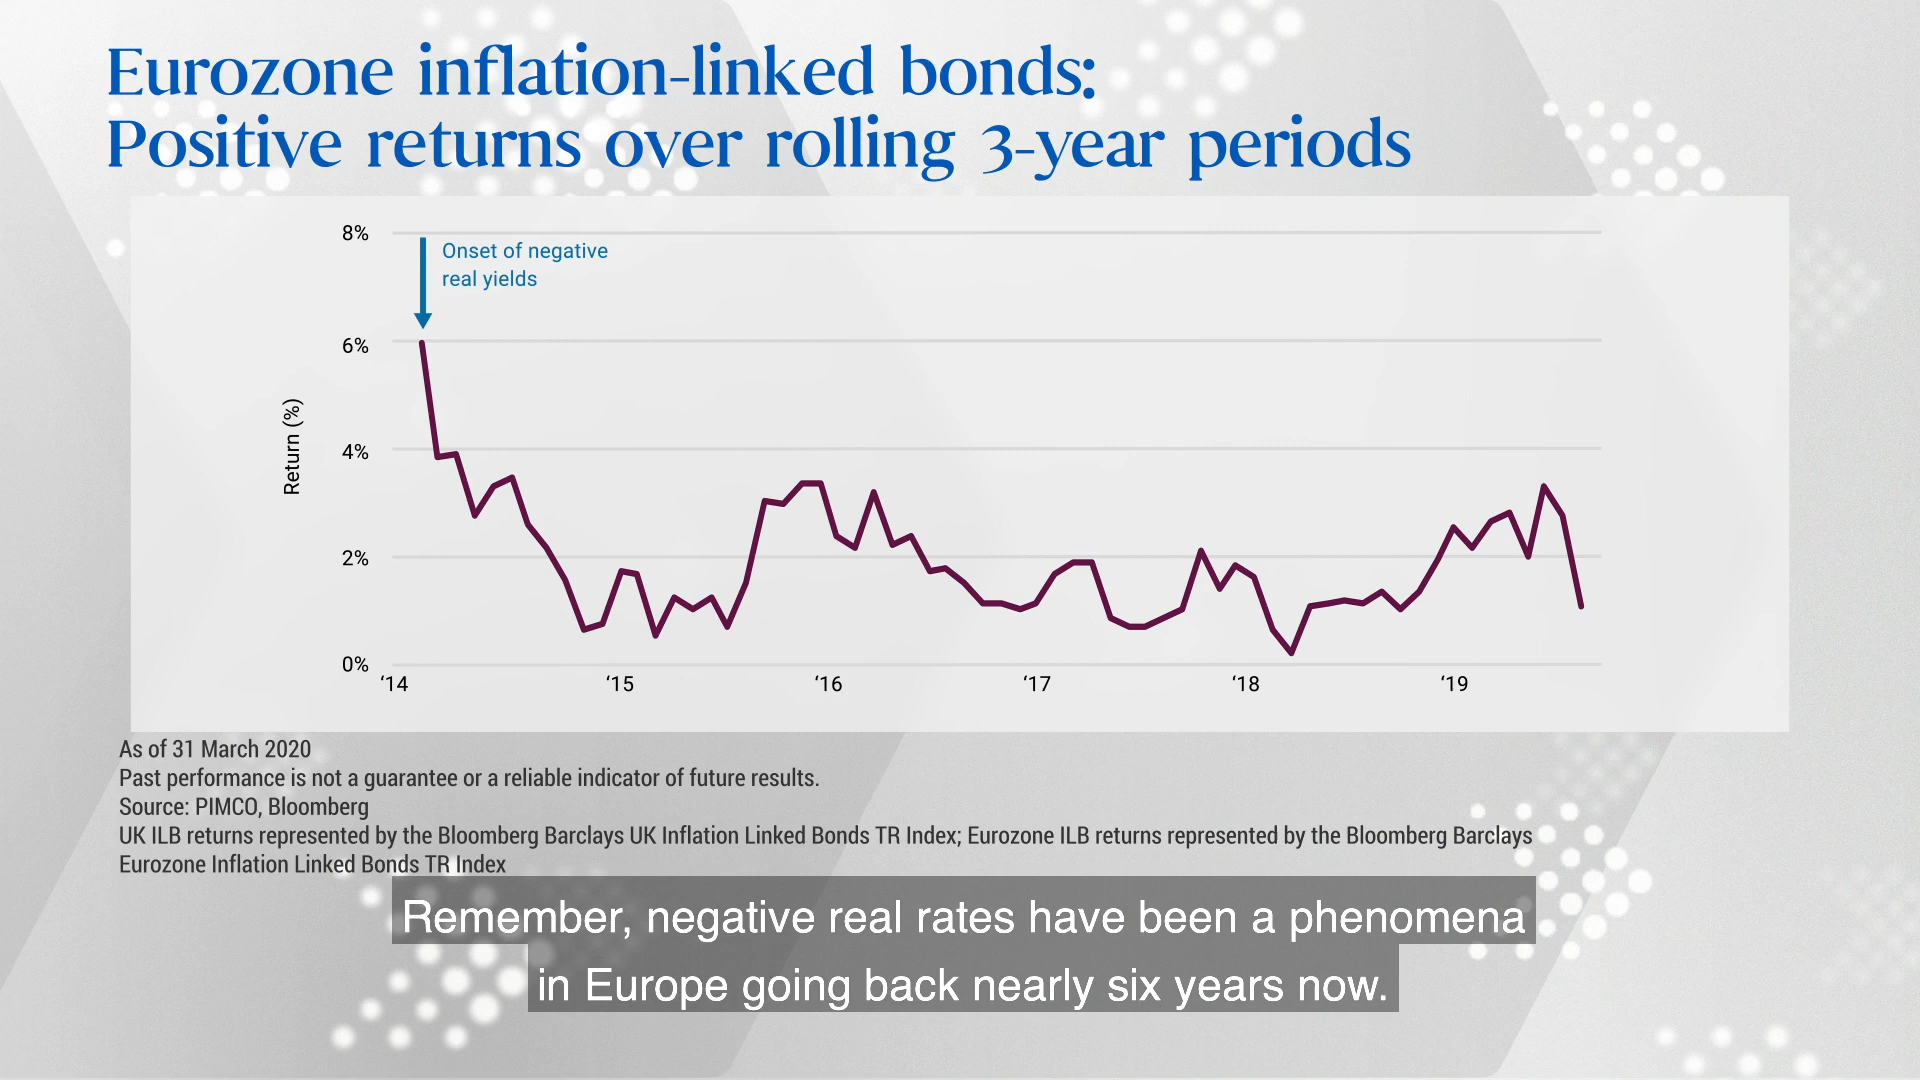 Eurozone inflation-linked bonds:
Positive returns over rolling 3-year periods
8%
Onset of negative
real yields
6%
Return (%)
4%
2%
0%
‘14 ‘15 ‘16 ‘17 ‘18 ‘19
As of 31 March 2020
Past performance is not a guarantee or a reliable indicator of future results.
Source: PIMCO, Bloomberg
UK ILB returns represented by the Bloomberg Barclays UK Inflation Linked Bonds TR Index; Eurozone ILB returns represented by the Bloomberg Barclays
Eurozone Inflation Linked Bonds TR Index
Remember, negative real rates have been a phenomena
in Europe going back nearly six years now.